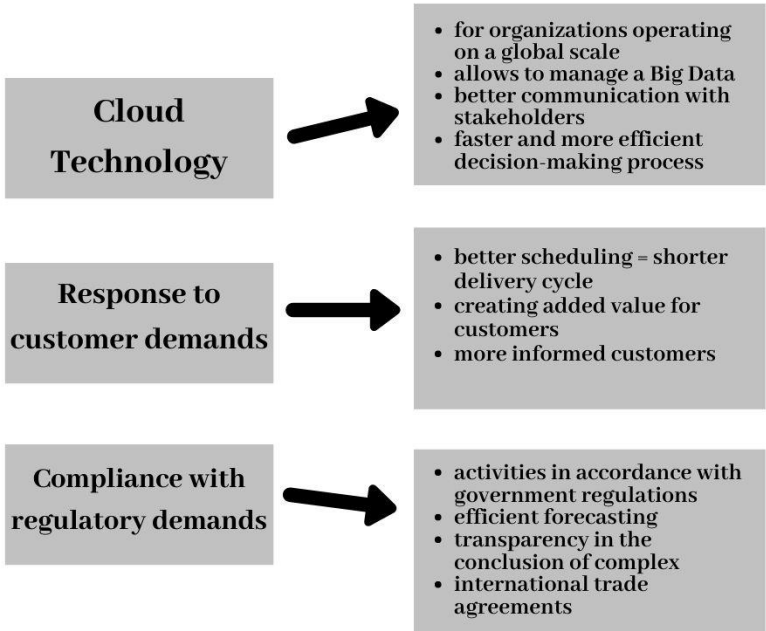 Cloud
Technology
• for organizations operating
on a global scale
• allows to manage a Big Data
• better communication with
stakeholders
• faster and more efficient
decision-making process
Response to
customer demands
• better scheduling = shorter
delivery cycle
• creating added value for
customers
• more informed customers
Compliance with
regulatory demands
• activities in accordance with
government regulations
• efficient forecasting
• transparency in the
conclusion of complex
• international trade
agreements